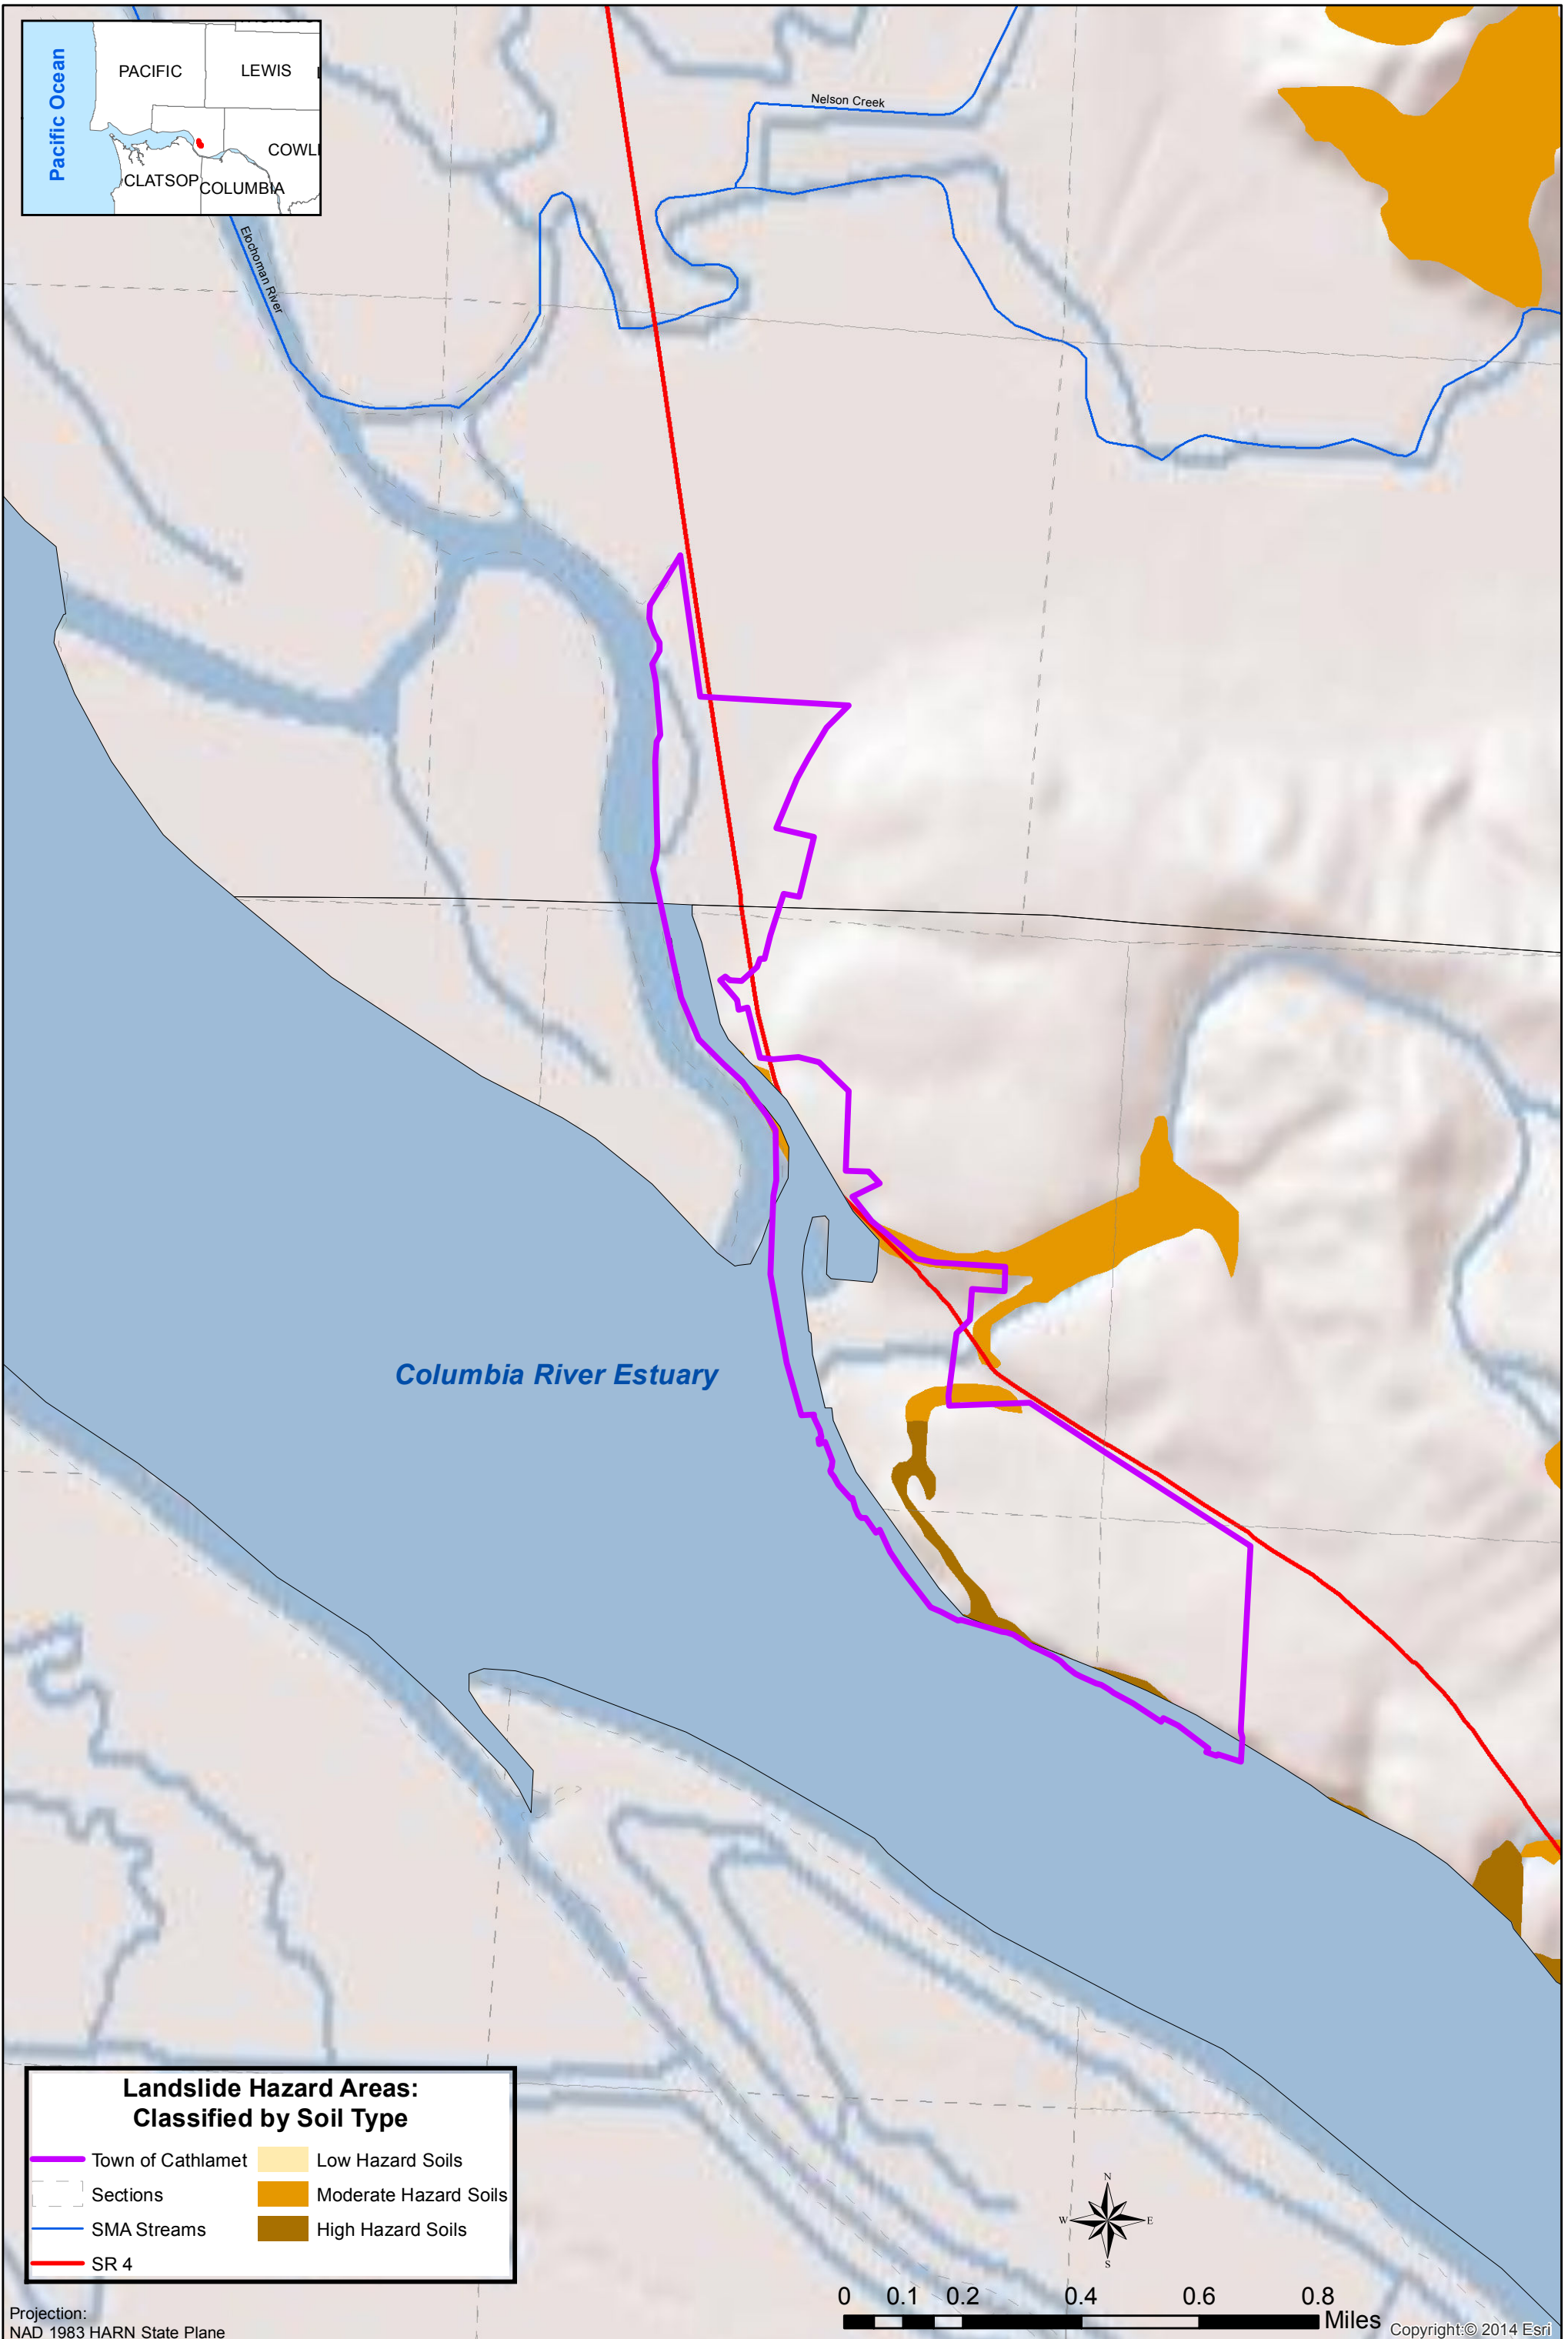 Pacific Ocean
PACIFIC
LEWIS
COWLI
CLATSOP
COLUMBIA
Nelson Creek
Elochoman River
Columbia River Estuary
Landslide Hazard Areas:
Classified by Soil Type
Town of Cathlamet
Low Hazard Soils
Sections
Moderate Hazard Soils
SMA Streams
High Hazard Soils
SR 4
N
W
E
S
0 0.1 0.2 0.4 0.6 0.8
Miles
Projection:
NAD 1983 HARN State Plane
Copyright:© 2014 Esri